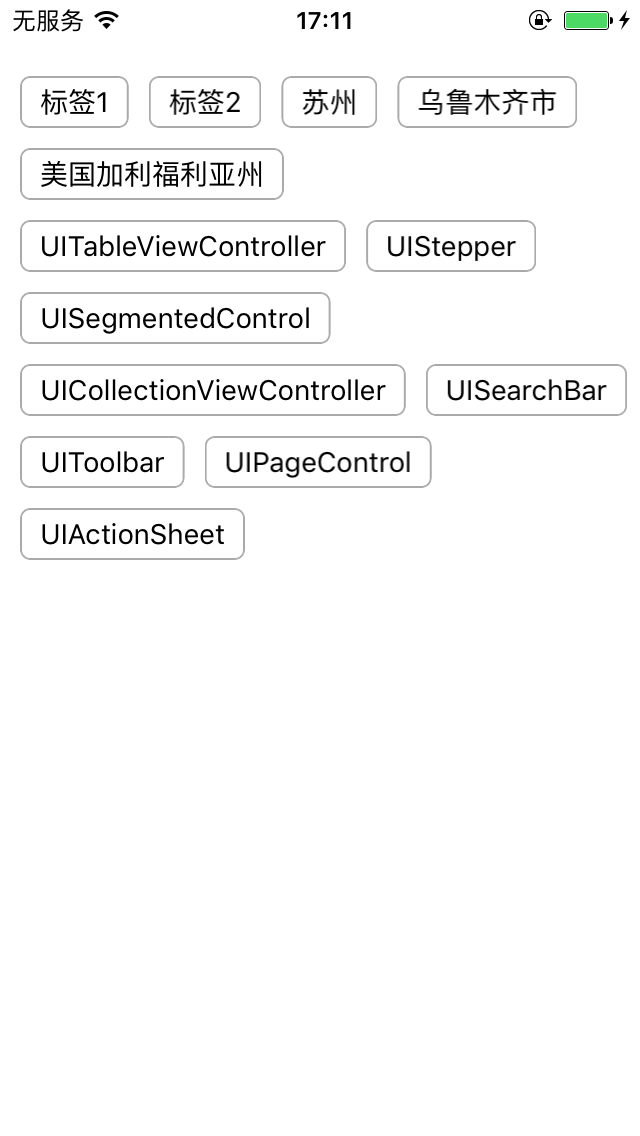 无服务 17:11
标签1 标签2 苏州 乌鲁木齐市
美国加利福利亚州
UITableViewController UIStepper
UISegmentedControl
UICollectionViewController UISearchBar
UIToolbar UIPageControl
UIActionSheet